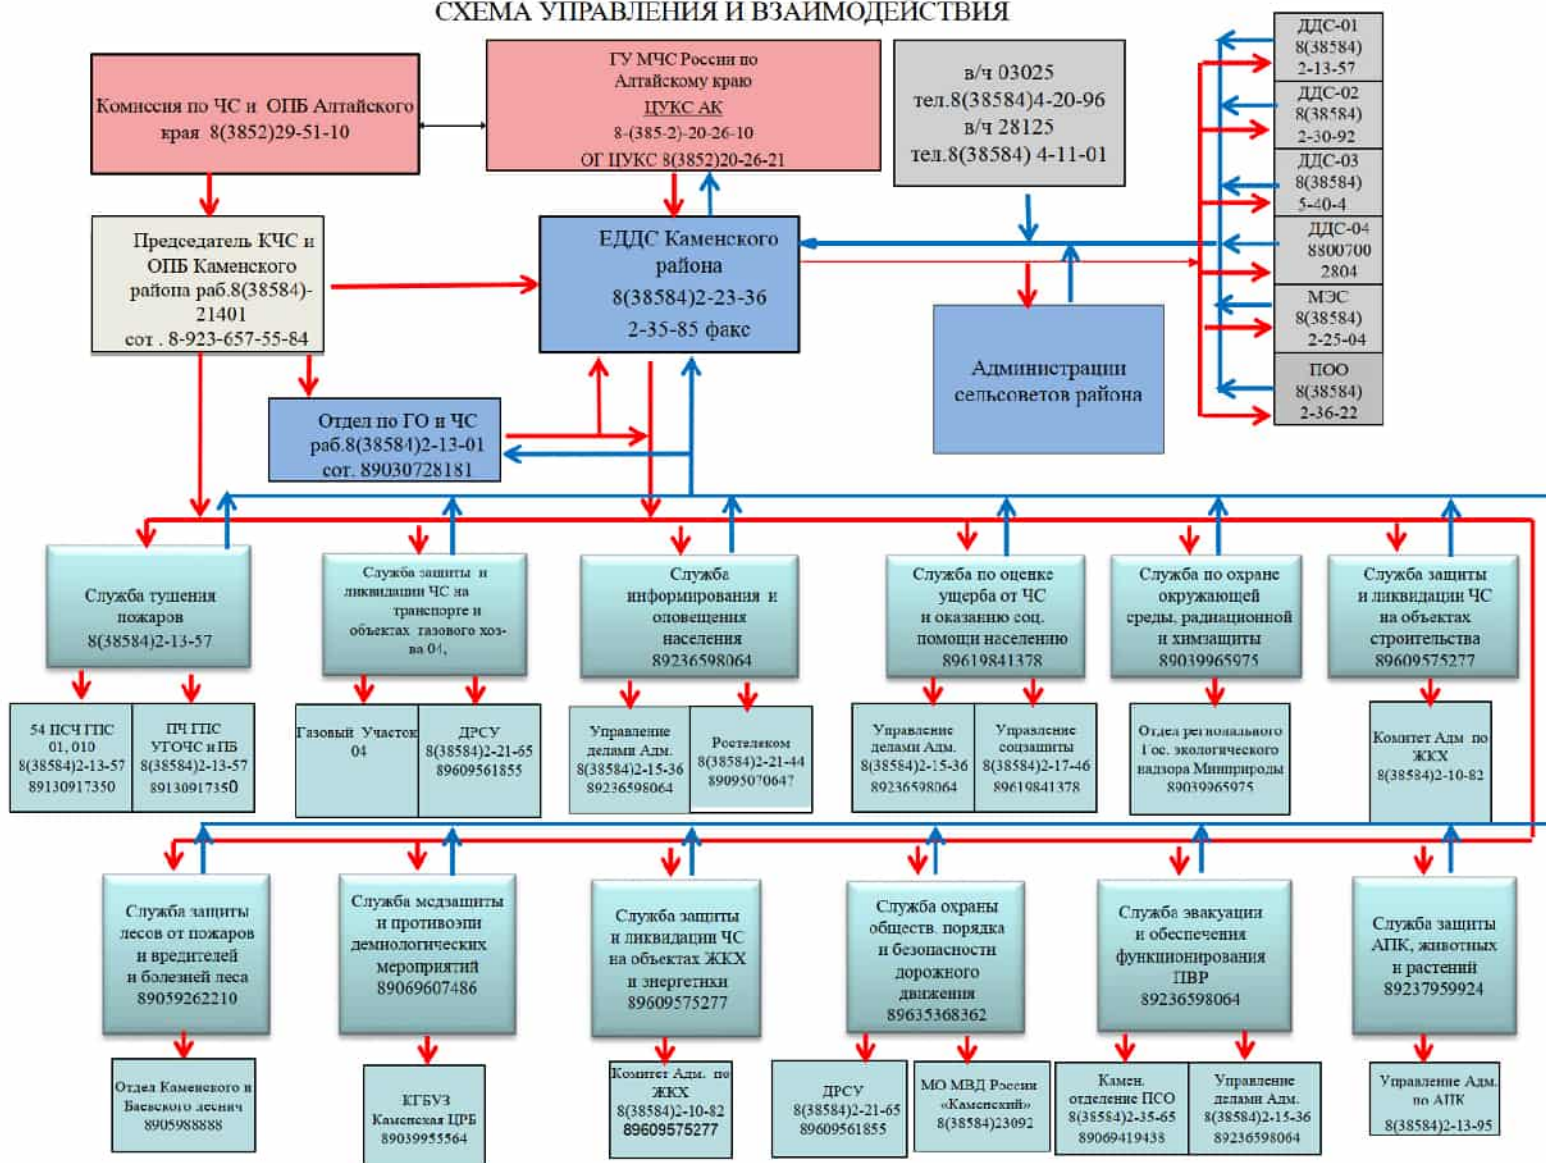 СХЕМА УПРАВЛЕНИЯ И ВЗАИМОДЕЙСТВИЯ
Комиссия по ЧС и ОПБ Алтайского
края 8(3852)29-51-10
ГУ МЧС России по
Алтайскому краю
ЦУКС АК
8-(385-2)-20-26-10
ОГ ЦУКС 8(3852)20-26-21
в/ч 03025
тел.8(38584)4-20-96
в/ч 28125
тел.8(38584) 4-11-01
ДДС-01
8(38584)
2-13-57
ДДС-02
8(38584)
2-30-92
ДДС-03
8(38584)
5-40-4
ДДС-04
8800700
2804
МЭС
8(38584)
2-25-04
ПОО
8(38584)
2-36-22
Председатель КЧС и
ОПБ Каменского
района раб.8(38584)-
21401
сот . 8-923-657-55-84
ЕДДС Каменского
района
8(38584)2-23-36
2-35-85 факс
Администрации
сельсоветов района
Отдел по ГО и ЧС
раб.8(38584)2-13-01
сот. 89030728181
Служба тушения
пожаров
8(38584)2-13-57
Служба защиты и
ликвидации ЧС на
транспорте и
объектах газового хоз-
ва 04,
Служба
информирования и
оповещения
населения
89236598064
Служба по оценке
ущерба от ЧС
и оказанию соц.
помощи населению
89619841378
Служба по охране
окружающей
среды, радиационной
и химзащиты
89039965975
Служба защиты
и ликвидации ЧС
на объектах
строительства
89609575277
54 ПСЧ ГПС
01, 010
8(38584)2-13-57
89130917350
ПЧ ГПС
УГОЧС и ПБ
8(38584)2-13-57
89130917350
Газовый Участок
04
ДРСУ
8(38584)2-21-65
89609561855
Управление
делами Адм.
8(38584)2-15-36
89236598064
Ростелеком
8(38584)2-21-44
89095070647
Управление
делами Адм.
8(38584)2-15-36
89236598064
Управление
соцзащиты
8(38584)2-17-46
89619841378
Отдел регионального
Гос. экологического
надзора Минприроды
89039965975
Комитет Адм по
ЖКХ
8(38584)2-10-82
Служба защиты
лесов от пожаров
и вредителей
и болезней леса
89059262210
Служба медзащиты
и противоэпи
демиологических
мероприятий
89069607486
Служба защиты
и ликвидации ЧС
на объектах ЖКХ
и энергетики
89609575277
Служба охраны
обществ. порядка
и безопасности
дорожного
движения
89635368362
Служба эвакуации
и обеспечения
функционирования
ПВР
89236598064
Служба защиты
АПК, животных
и растений
89237959924
Отдел Каменского и
Баевского леснич
8905988888
КГБУЗ
Каменская ЦРБ
89039955564
Комитет Адм. по
ЖКХ
8(38584)2-10-82
89609575277
ДРСУ
8(38584)2-21-65
89609561855
МО МВД России
«Каменский»
8(38584)23092
Камен.
отделение ПСО
8(38584)2-35-65
89069419438
Управление
делами Адм.
8(38584)2-15-36
89236598064
Управление Адм.
по АПК
8(38584)2-13-95